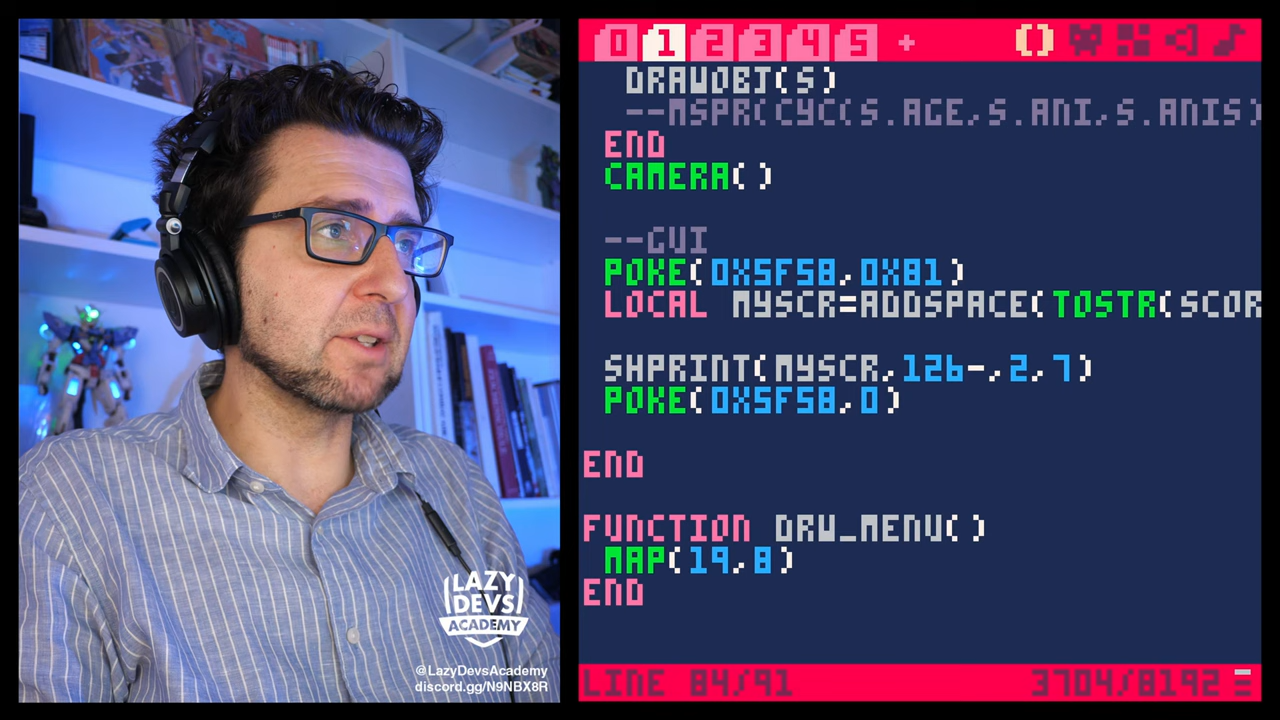 LAZY
DEVS
ACADEMY
@LazyDevsAcademy
discord.gg/N9NBX8R
0 1 2 3 4 5 + ()
DRAWOBJ(S)
--MSPR(CYC(S.AGE,S.ANI,S.ANIS)
END
CAMERA()
--GUI
POKE(0X5F58,0X81)
LOCAL MYSCR=ADDSPACE(TOSTR(SCOR
SHPRINT(MYSCR,126-,2,7)
POKE(0X5F58,0)
END
FUNCTION DRW_MENU()
MAP(19,8)
END
LINE 84/91
3704/8192